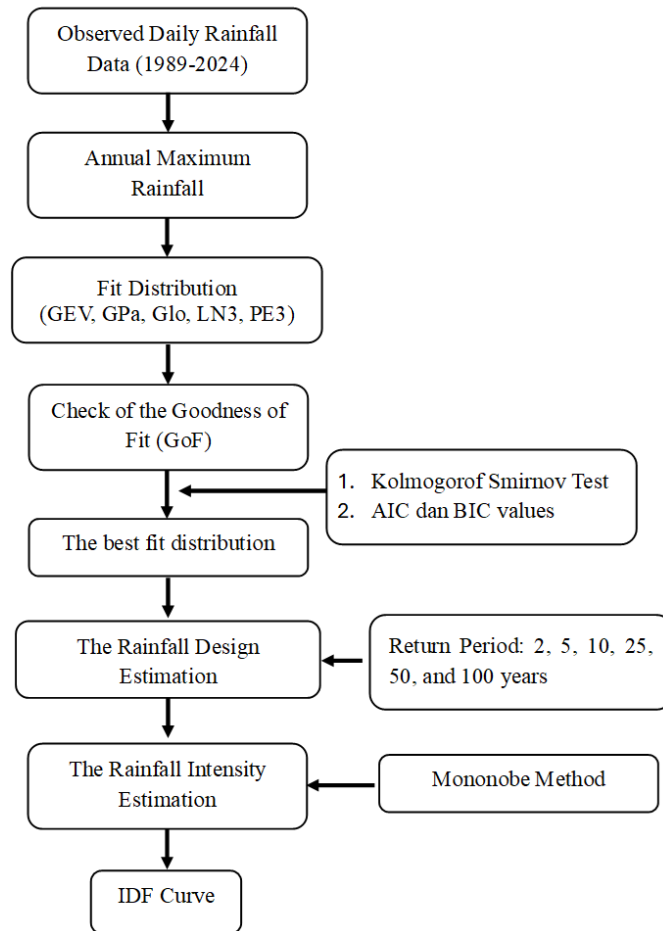 Observed Daily Rainfall
Data (1989-2024)
Annual Maximum
Rainfall
Fit Distribution
(GEV, GPa, Glo, LN3, PE3)
Check of the Goodness of
Fit (GoF)
1. Kolmogorof Smirnov Test
2. AIC dan BIC values
The best fit distribution
The Rainfall Design
Estimation
Return Period: 2, 5, 10, 25,
50, and 100 years
The Rainfall Intensity
Estimation
Mononobe Method
IDF Curve